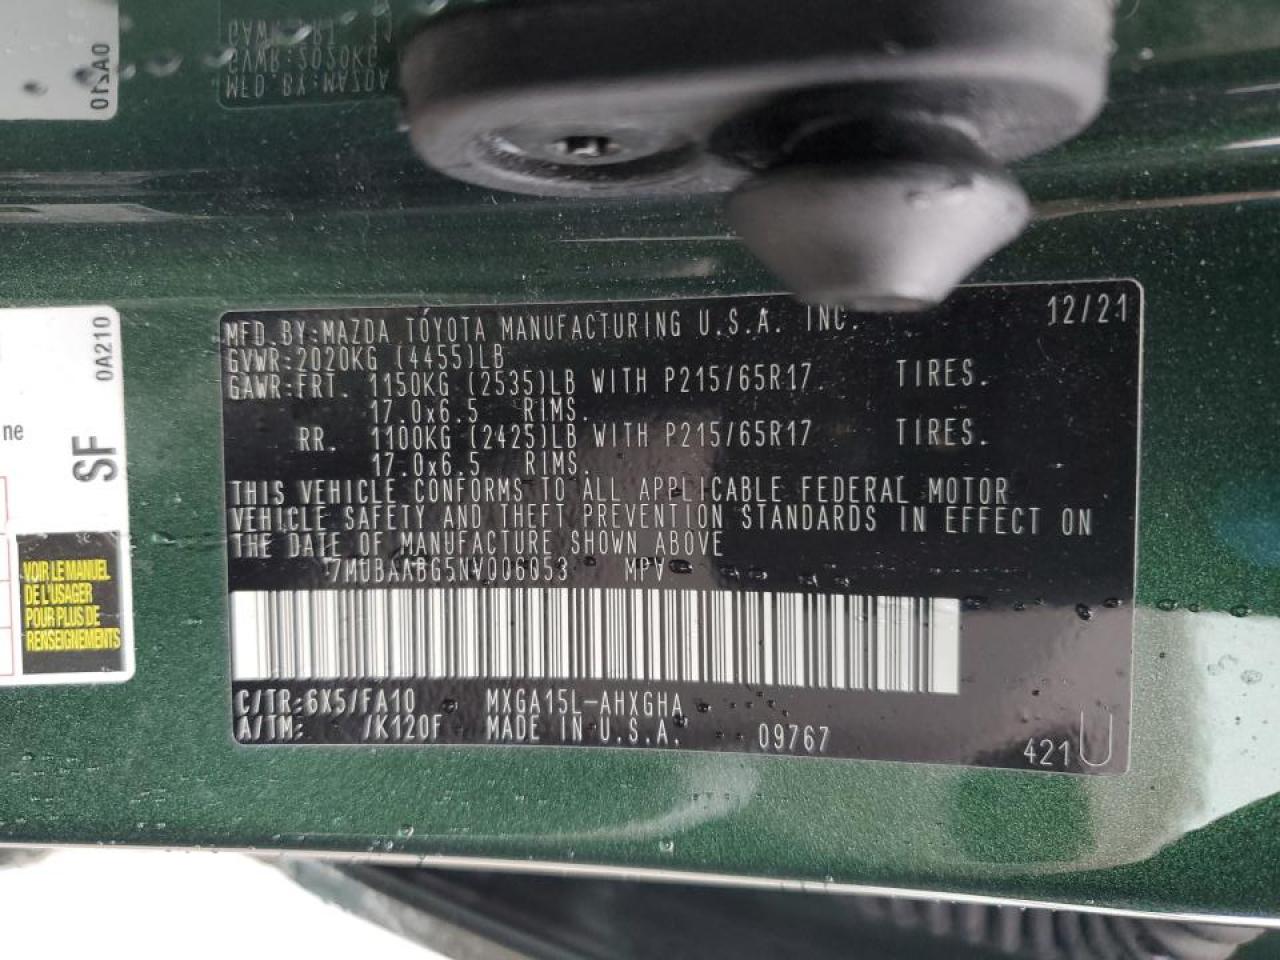 0A210
ne
SF
VOIR LE MANUEL
DE L'USAGER
POUR PLUS DE
RENSEIGNEMENTS
MFD.BY:MAZDA TOYOTA MANUFACTURING U.S.A. INC. 12/21
GVWR:2020KG (4455)LB
GAWR:FRT. 1150KG (2535)LB WITH P215/65R17 TIRES.
17.0x6.5 RIMS.
RR. 1100KG (2425)LB WITH P215/65R17 TIRES.
17.0x6.5 RIMS.
THIS VEHICLE CONFORMS TO ALL APPLICABLE FEDERAL MOTOR
VEHICLE SAFETY AND THEFT PREVENTION STANDARDS IN EFFECT ON
THE DATE OF MANUFACTURE SHOWN ABOVE
7MUBAABG5NV006053 MPV
C/TR:6X5/FA10 MXGA15L-AHXGHA
A/TM: /K120F MADE IN U.S.A. 09767 421U